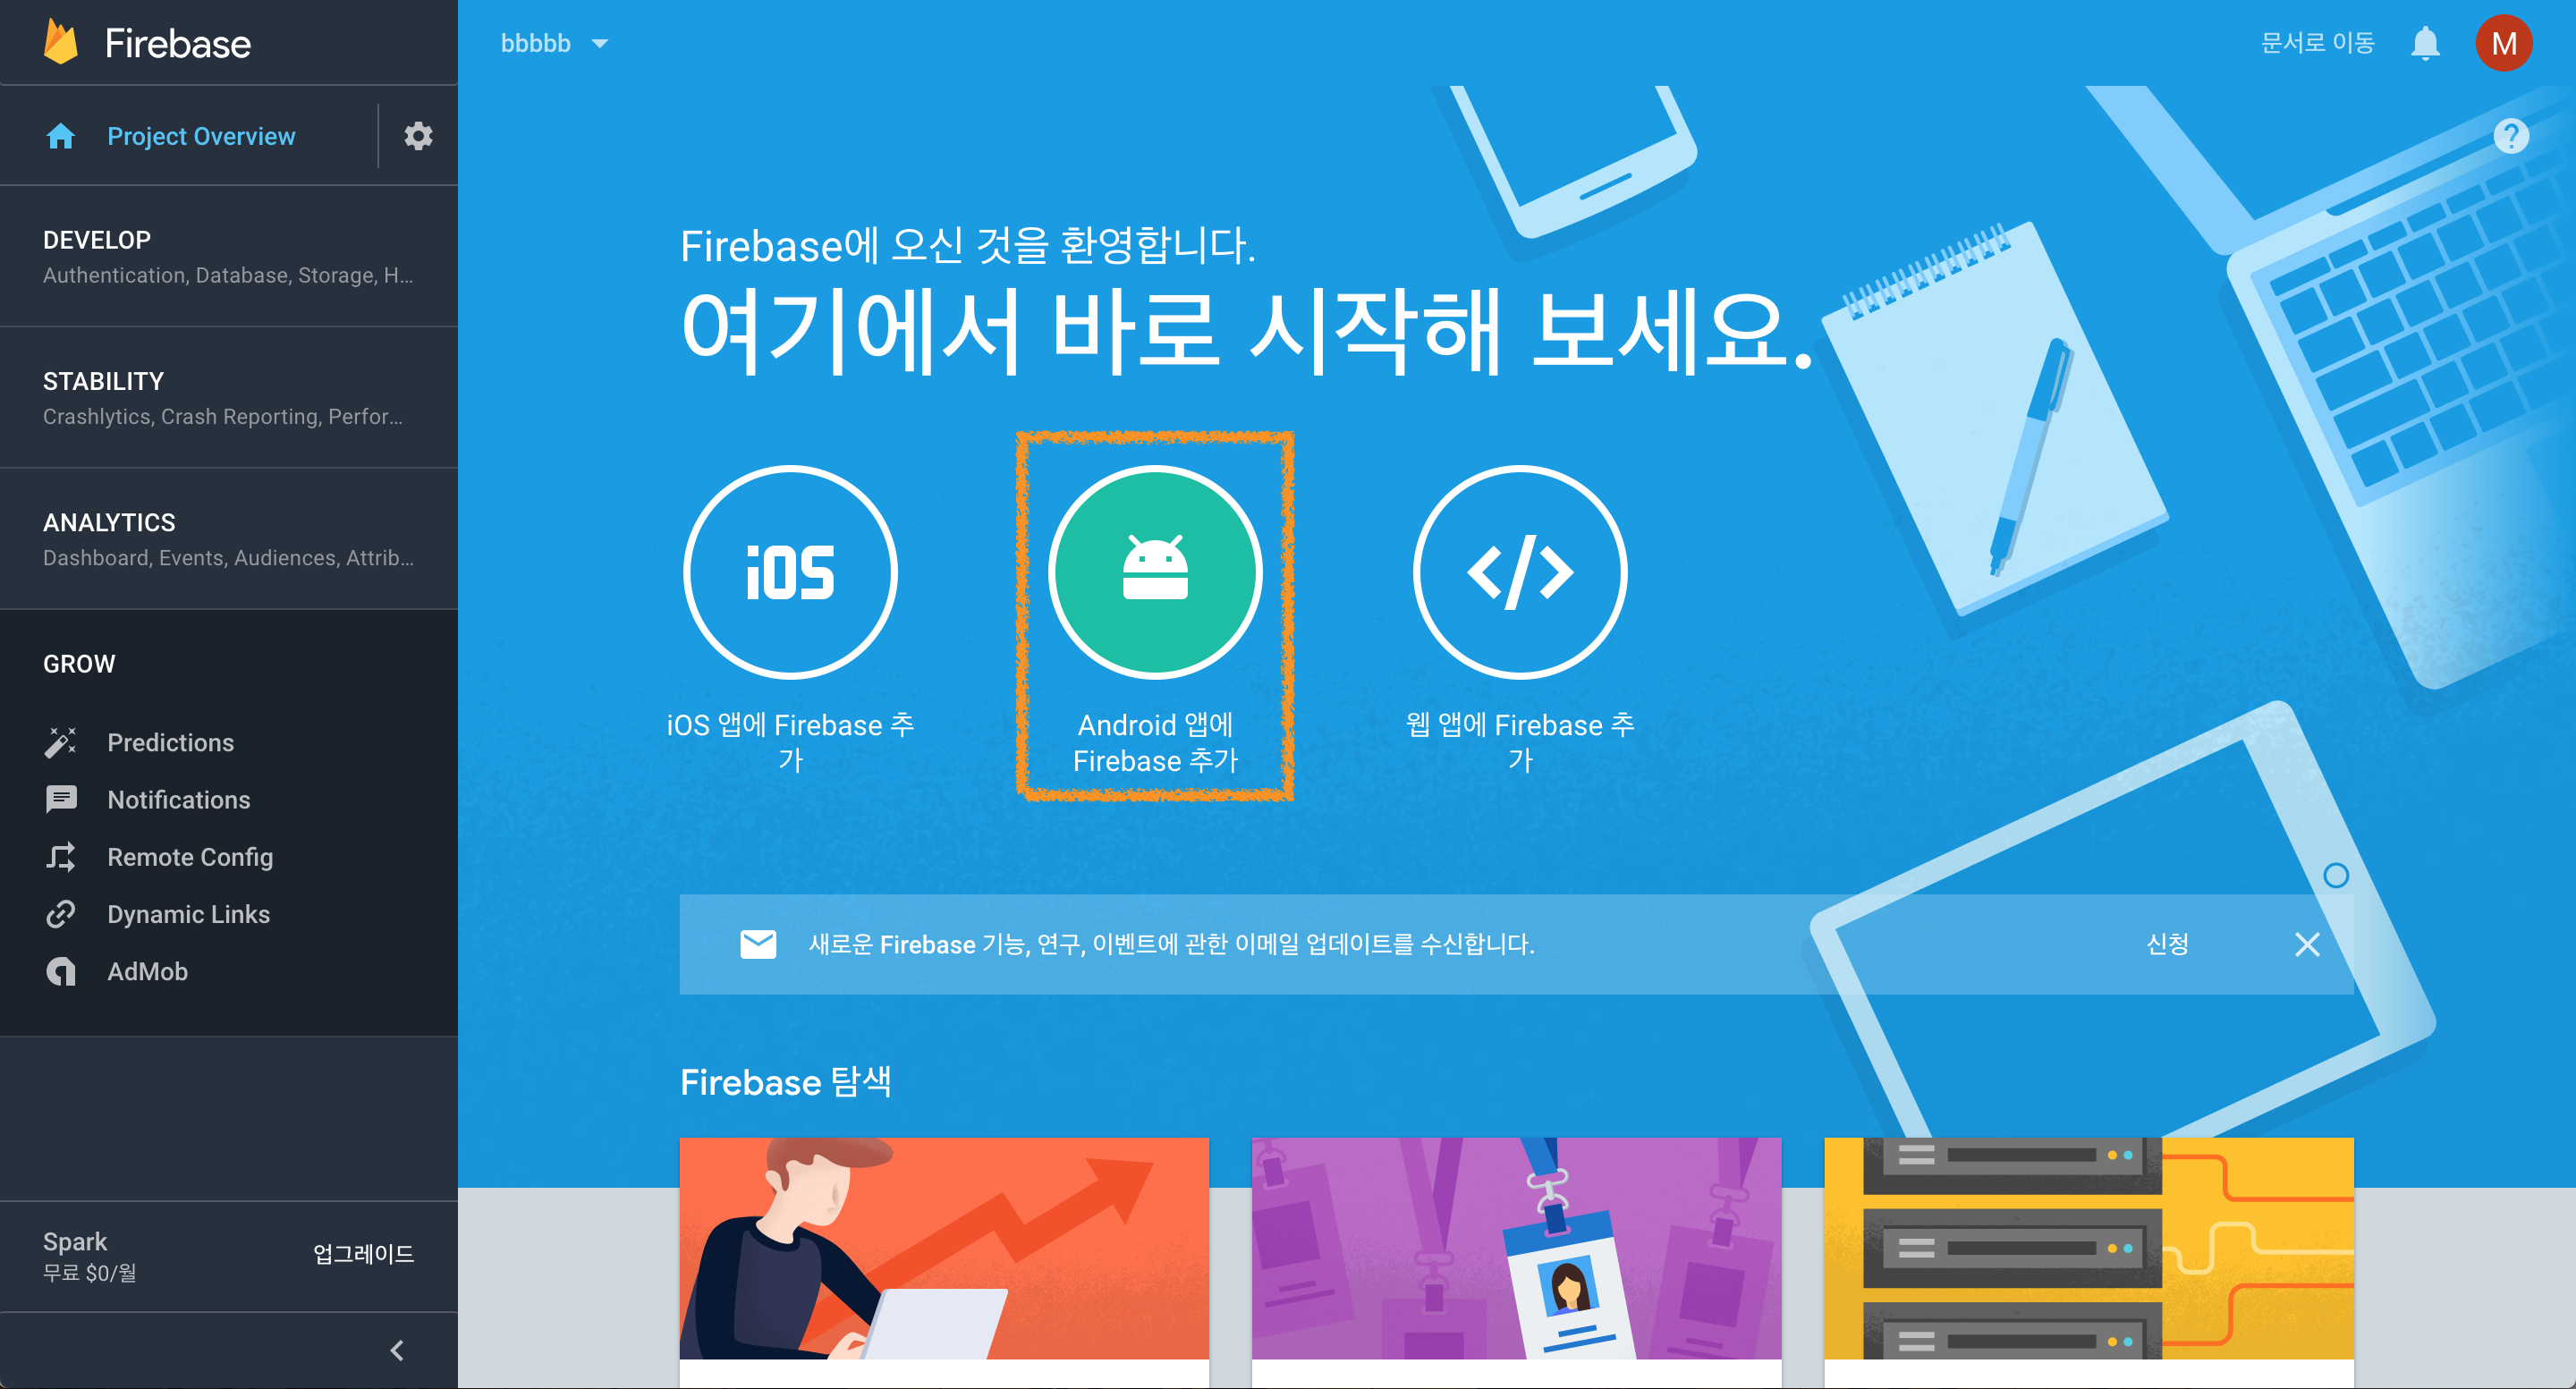 Firebase
bbbbb
문서로 이동
M
Project Overview
?
DEVELOP
Authentication, Database, Storage, H...
STABILITY
Crashlytics, Crash Reporting, Perfor...
ANALYTICS
Dashboard, Events, Audiences, Attrib...
GROW
Predictions
Notifications
Remote Config
Dynamic Links
AdMob
Spark
무료 $0/월
업그레이드
Firebase에 오신 것을 환영합니다.
여기에서 바로 시작해 보세요.
iOS
</>
iOS 앱에 Firebase 추
가
Android 앱에
Firebase 추가
웹 앱에 Firebase 추
가
새로운 Firebase 기능, 연구, 이벤트에 관한 이메일 업데이트를 수신합니다.
신청
Firebase 탐색